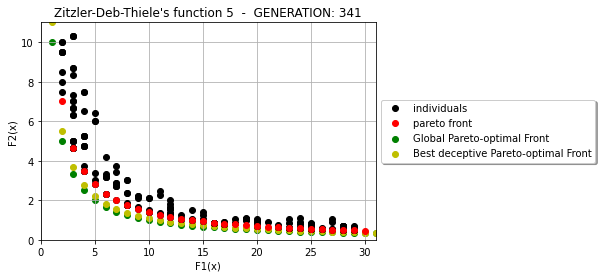 Zitzler-Deb-Thiele's function 5 - GENERATION: 341
10
8
6
4
2
0
F2(x)
0 5 10 15 20 25 30
F1(x)
individuals
pareto front
Global Pareto-optimal Front
Best deceptive Pareto-optimal Front